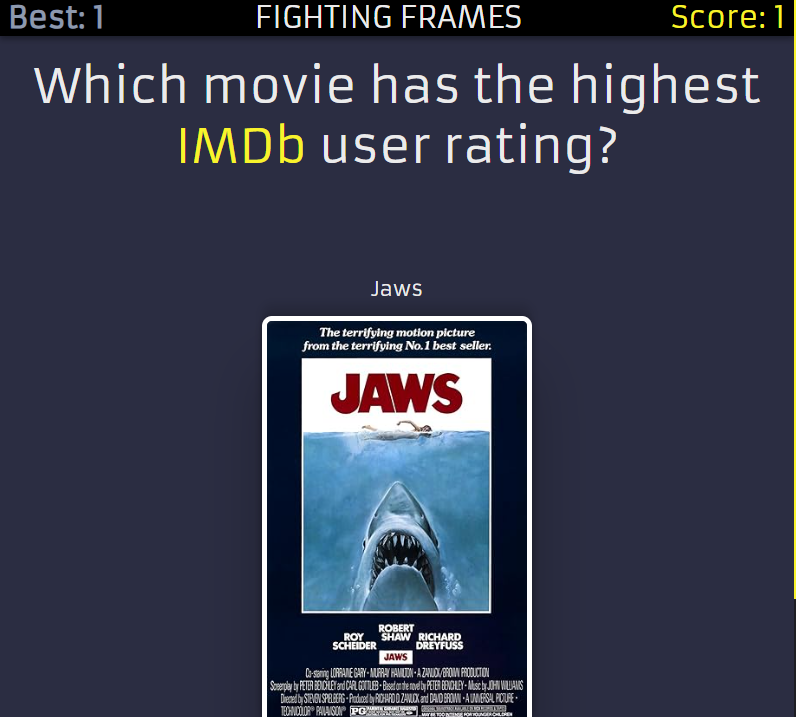 Best: 1
FIGHTING FRAMES
Score: 1
Which movie has the highest
IMDb user rating?
Jaws
The terrifying motion picture
from the terrifying No.1 best seller.
JAWS
ROY SCHEIDER
ROBERT SHAW
RICHARD DREYFUSS
JAWS
Co-starring LORRAINE GARY • MURRAY HAMILTON • A ZANUCK/BROWN PRODUCTION
Screenplay by PETER BENCHLEY and CARL GOTTLIEB • Based on the novel by PETER BENCHLEY • Music by JOHN WILLIAMS
Directed by STEVEN SPIELBERG • Produced by RICHARD D. ZANUCK and DAVID BROWN • A UNIVERSAL PICTURE •
TECHNICOLOR® PANAVISION®
PG PARENTAL GUIDANCE SUGGESTED
...MAY BE TOO INTENSE FOR YOUNGER CHILDREN